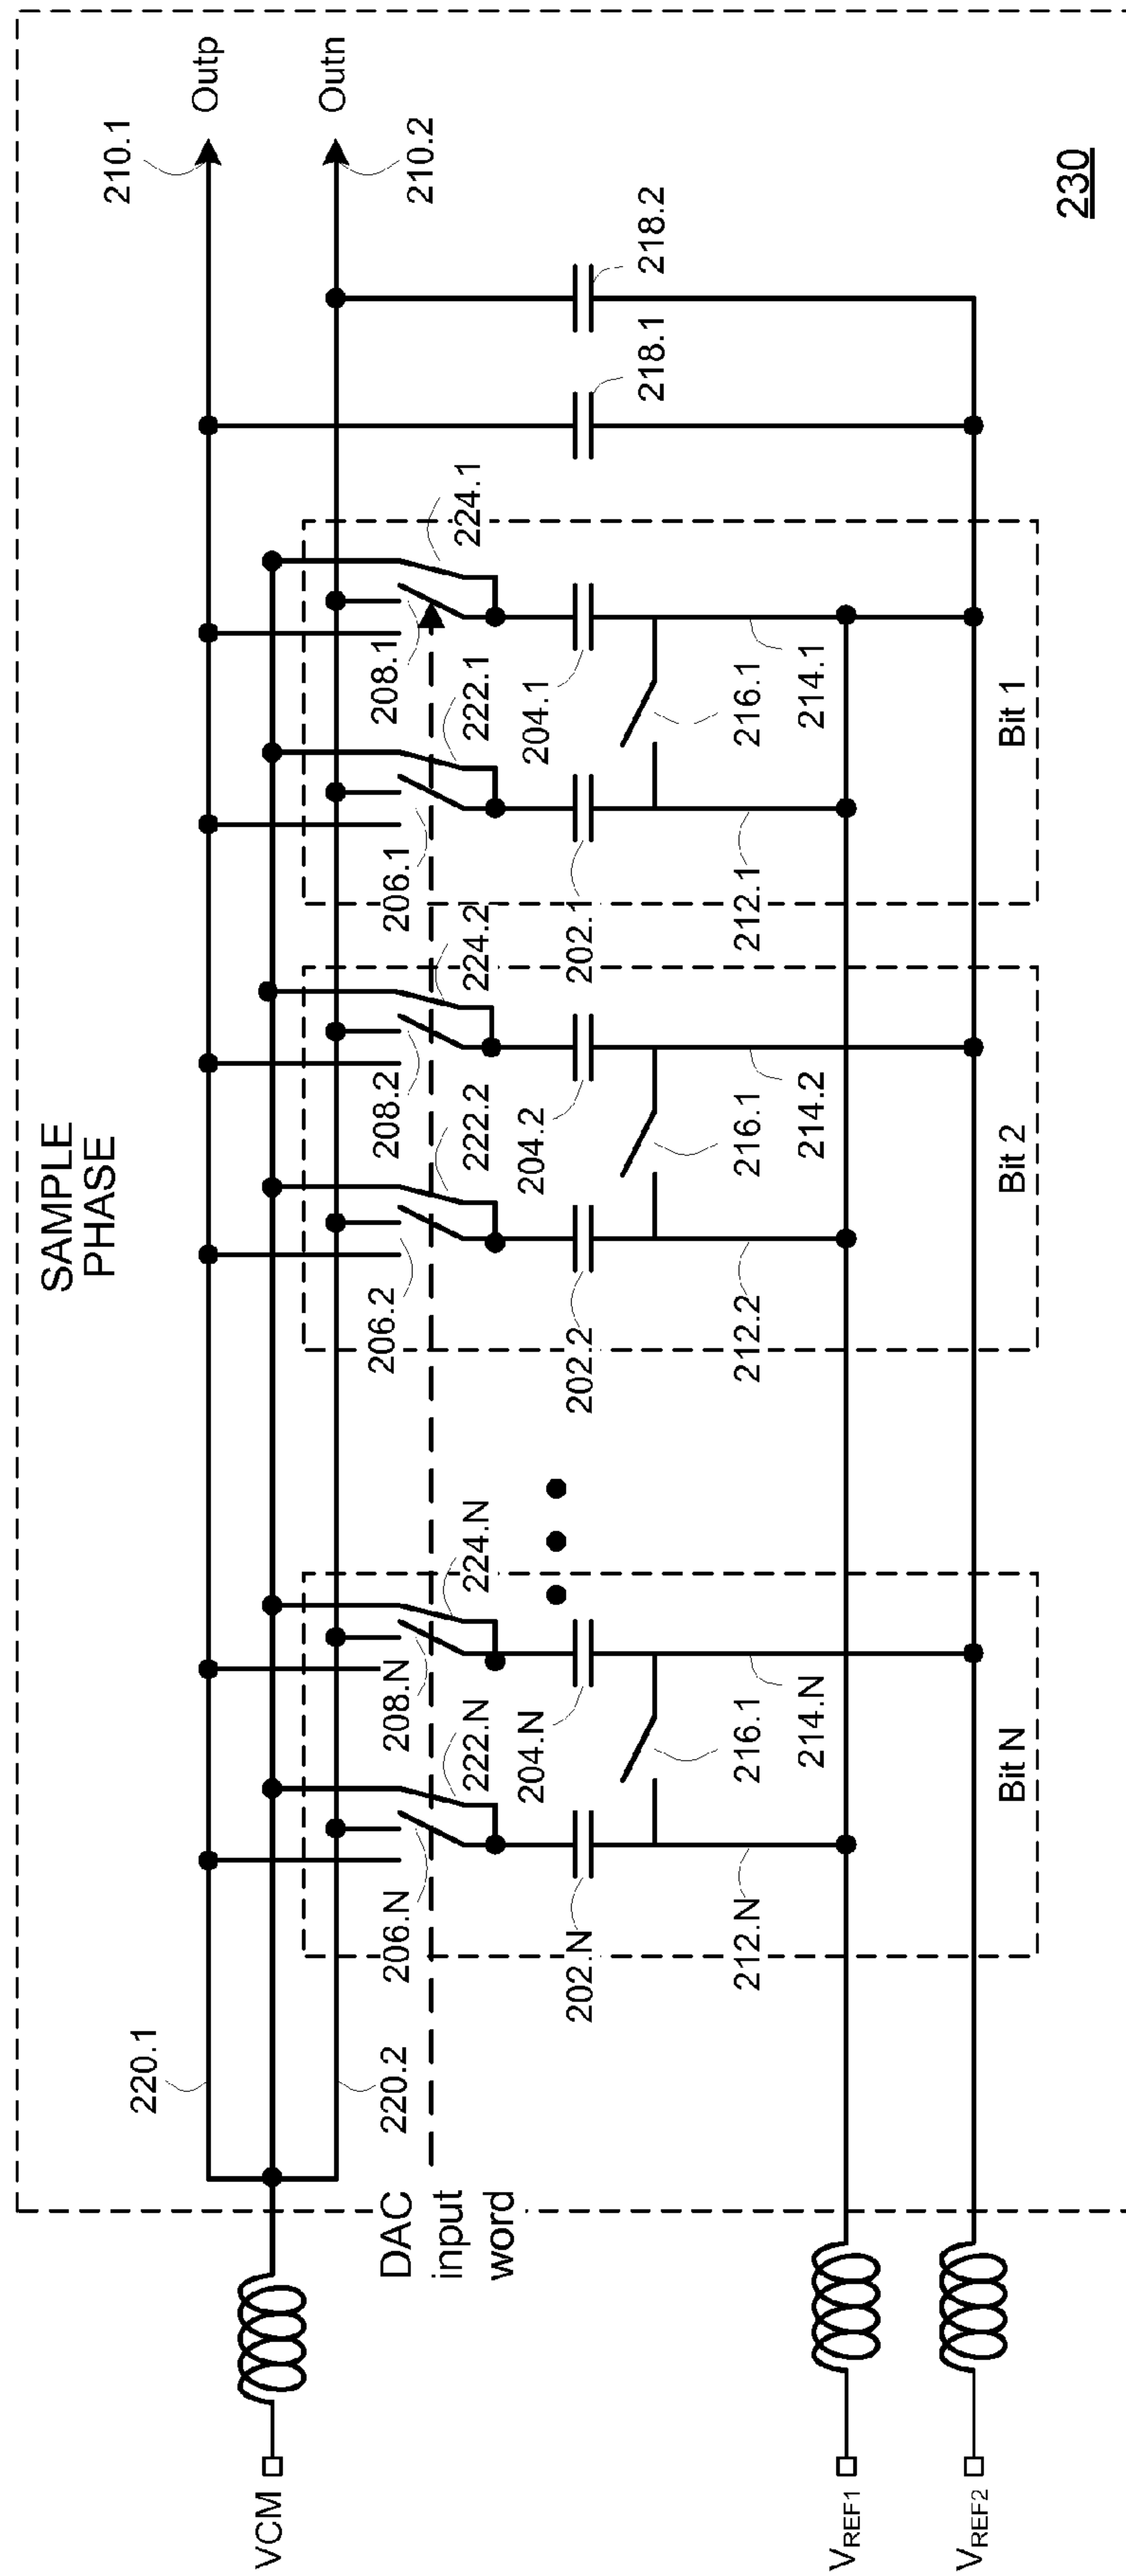 SAMPLE
PHASE
220.1
210.1
Outp
VCM
220.2
210.2
Outn
DAC
input
word
206.N
208.N
206.2
208.2
206.1
208.1
222.N
224.N
222.2
224.2
222.1
224.1
202.N
204.N
202.2
204.2
202.1
204.1
218.1
218.2
212.N
216.1
214.N
212.2
216.1
214.2
212.1
216.1
214.1
VREF1
VREF2
Bit N
Bit 2
Bit 1
230